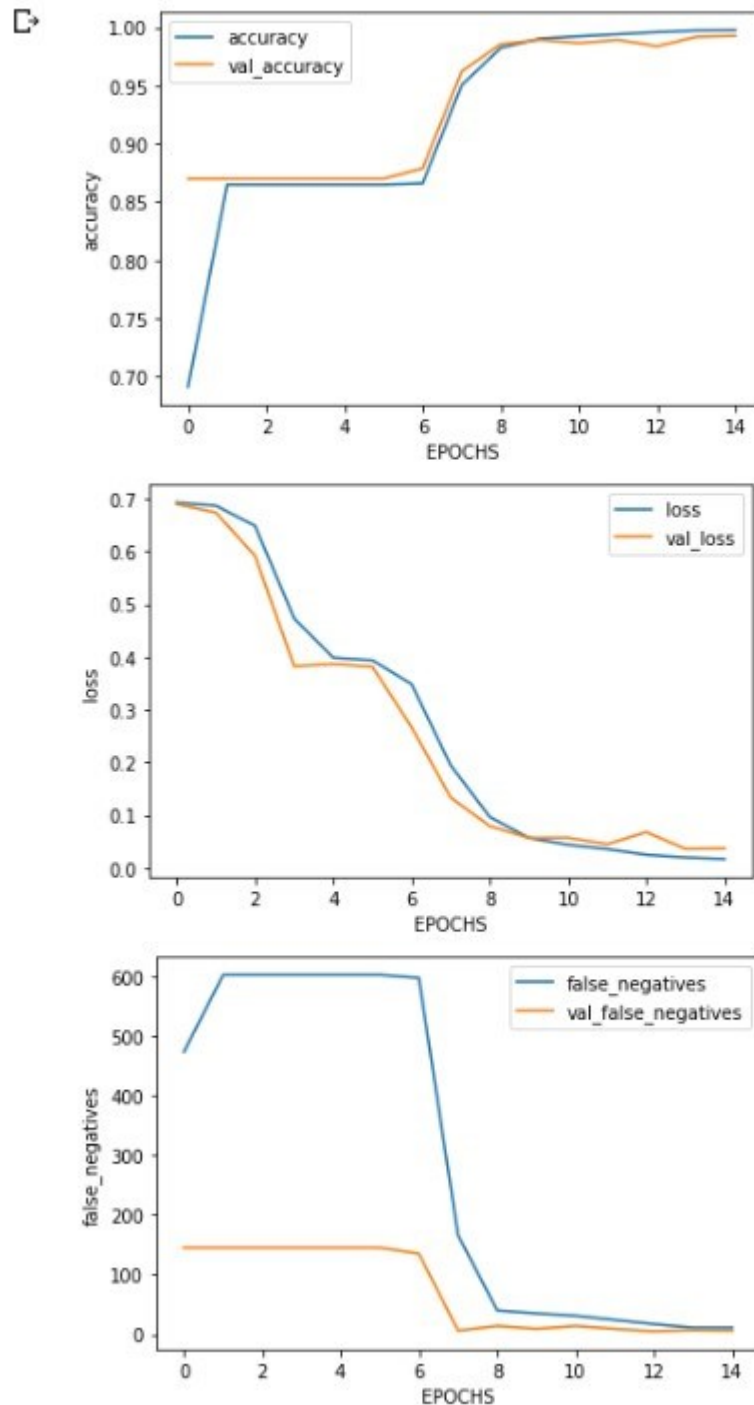 1.00
accuracy
val_accuracy
0.95
0.90
0.85
0.80
0.75
0.70
accuracy
0 2 4 6 8 10 12 14
EPOCHS
0.7
loss
val_loss
0.6
0.5
0.4
0.3
0.2
0.1
0.0
loss
0 2 4 6 8 10 12 14
EPOCHS
600
false_negatives
val_false_negatives
500
400
300
200
100
0
false_negatives
0 2 4 6 8 10 12 14
EPOCHS